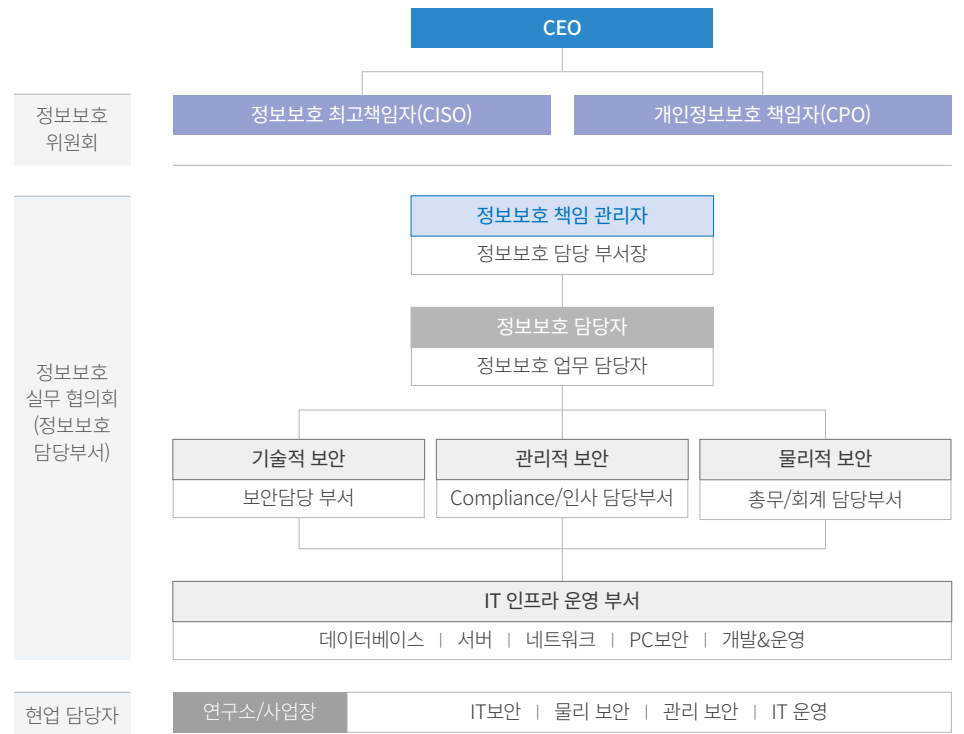 CEO
정보보호
위원회
정보보호 최고책임자(CISO)
개인정보보호 책임자(CPO)
정보보호
실무 협의회
(정보보호
담당부서)
정보보호 책임 관리자
정보보호 담당 부서장
정보보호 담당자
정보보호 업무 담당자
기술적 보안
보안담당 부서
관리적 보안
Compliance/인사 담당부서
물리적 보안
총무/회계 담당부서
IT 인프라 운영 부서
데이터베이스 | 서버 | 네트워크 | PC보안 | 개발&운영
현업 담당자
연구소/사업장
IT보안 | 물리 보안 | 관리 보안 | IT 운영